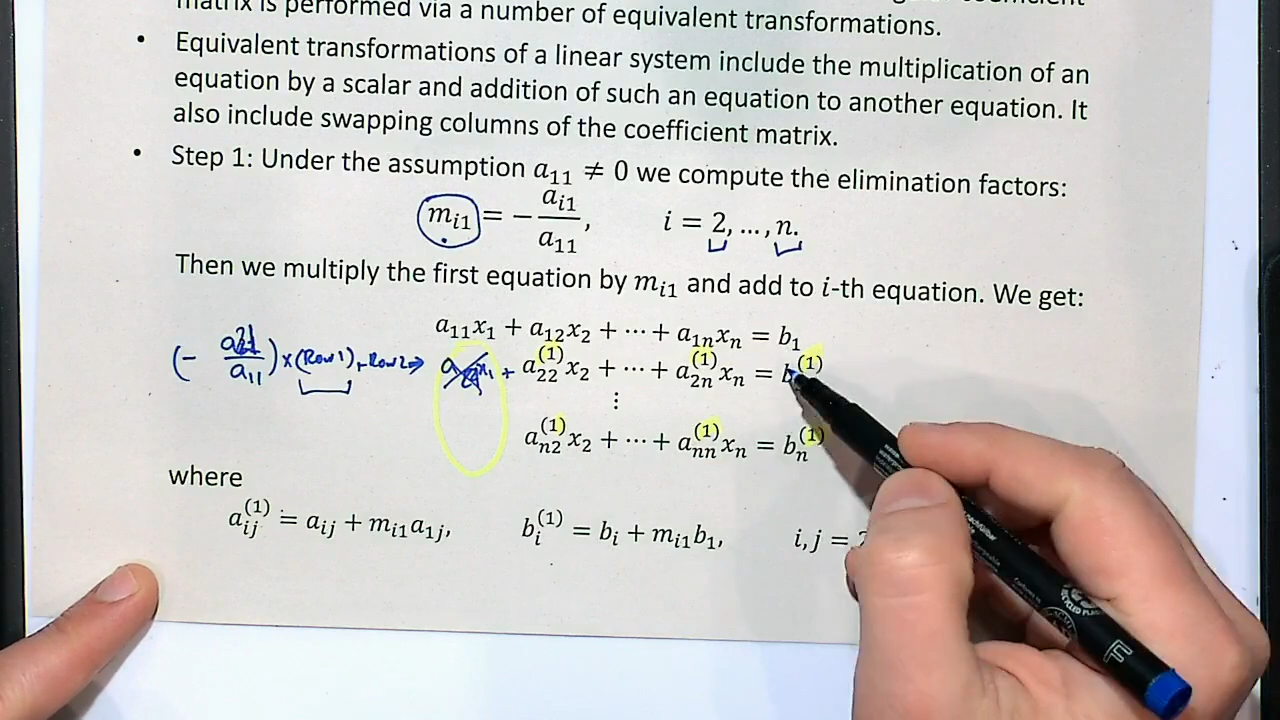 matrix is performed via a number of equivalent transformations.
• Equivalent transformations of a linear system include the multiplication of an
equation by a scalar and addition of such an equation to another equation. It
also include swapping columns of the coefficient matrix.
• Step 1: Under the assumption a₁₁ ≠ 0 we compute the elimination factors:
mᵢ₁ = − aᵢ₁/a₁₁, i = 2, …, n.
Then we multiply the first equation by mᵢ₁ and add to i-th equation. We get:
a₁₁x₁ + a₁₂x₂ + ⋯ + a₁ₙxₙ = b₁
(− a₂₁/a₁₁) × (Row 1) + Row 2 ⇒ + a₂₂⁽¹⁾x₂ + ⋯ + a₂ₙ⁽¹⁾xₙ = b⁽¹⁾
⋮
aₙ₂⁽¹⁾x₂ + ⋯ + aₙₙ⁽¹⁾xₙ = bₙ⁽¹⁾
where
aᵢⱼ⁽¹⁾ = aᵢⱼ + mᵢ₁a₁ⱼ, bᵢ⁽¹⁾ = bᵢ + mᵢ₁b₁, i, j =
F